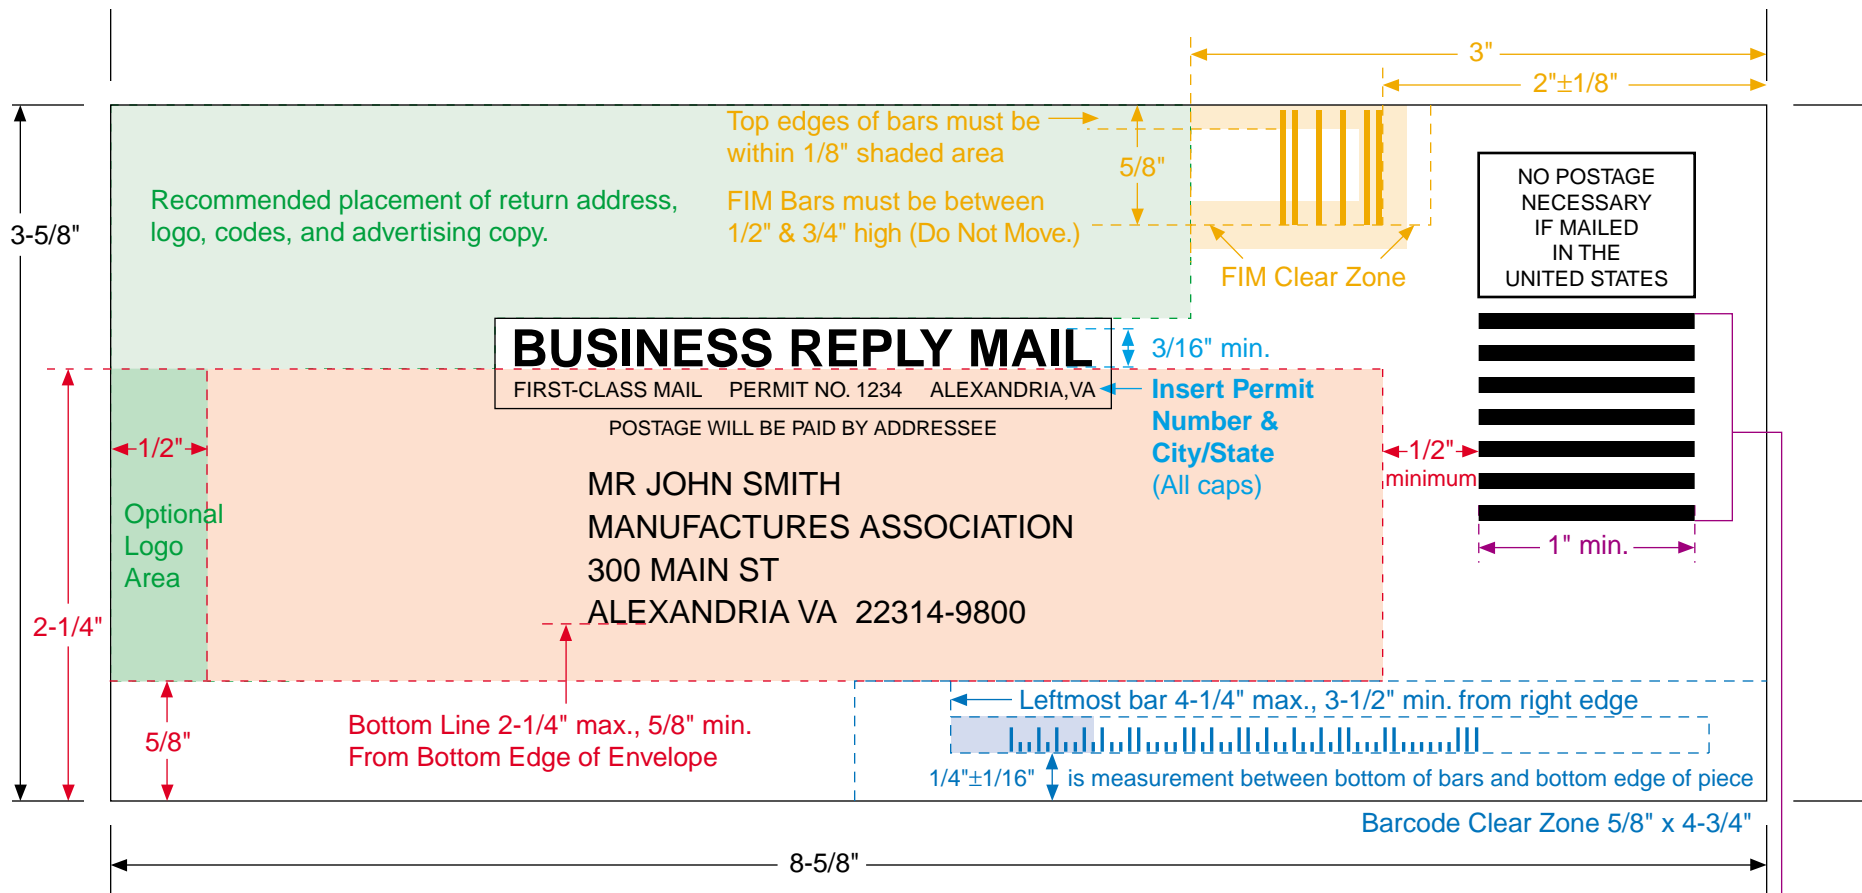 3"
2"±1/8"
Top edges of bars must be
within 1/8" shaded area
5/8"
FIM Bars must be between
1/2" & 3/4" high (Do Not Move.)
FIM Clear Zone
Recommended placement of return address,
logo, codes, and advertising copy.
3-5/8"
NO POSTAGE
NECESSARY
IF MAILED
IN THE
UNITED STATES
BUSINESS REPLY MAIL
3/16" min.
FIRST-CLASS MAIL PERMIT NO. 1234 ALEXANDRIA,VA
Insert Permit
Number &
City/State
(All caps)
POSTAGE WILL BE PAID BY ADDRESSEE
1/2"
1/2"
minimum
MR JOHN SMITH
MANUFACTURES ASSOCIATION
300 MAIN ST
ALEXANDRIA VA 22314-9800
Optional
Logo
Area
1" min.
2-1/4"
5/8"
Bottom Line 2-1/4" max., 5/8" min.
From Bottom Edge of Envelope
Leftmost bar 4-1/4" max., 3-1/2" min. from right edge
1/4"±1/16" is measurement between bottom of bars and bottom edge of piece
Barcode Clear Zone 5/8" x 4-3/4"
8-5/8"